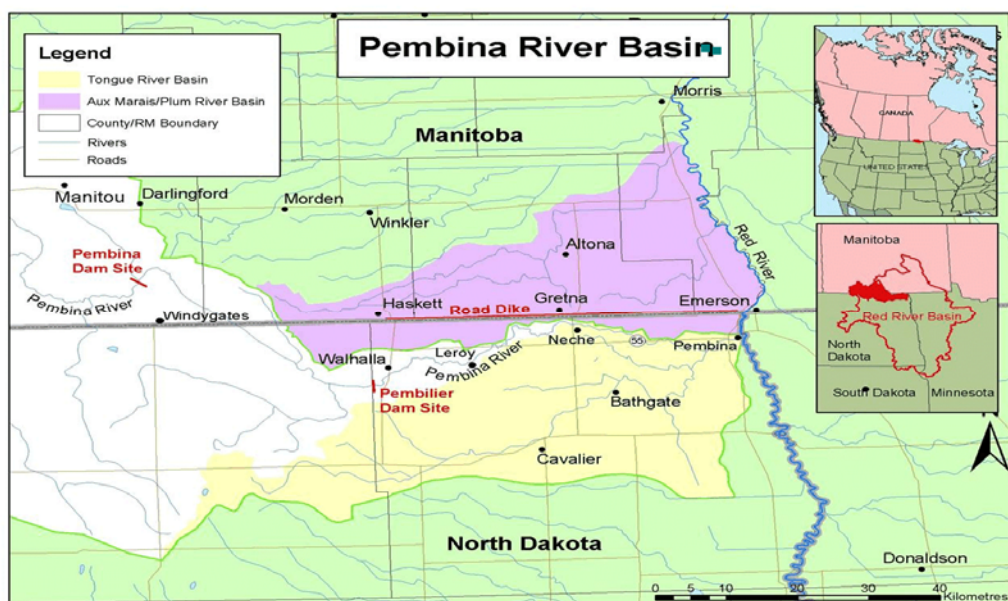 Pembina River Basin
Legend
Tongue River Basin
Aux Marais/Plum River Basin
County/RM Boundary
Rivers
Roads
Morris
Manitoba
Manitou
Darlingford
Morden
Winkler
Altona
Red River
Pembina
Dam Site
Pembina River
Windygates
Haskett
Road Dike
Gretna
Emerson
Walhalla
Leroy
Pembina River
Neche
55
Pembina
Pembilier
Dam Site
Bathgate
Cavalier
North Dakota
Donaldson
0 5 10 20 30 40
Kilometres
N
CANADA
UNITED STATES
Manitoba
Red River Basin
North
Dakota
South Dakota
Minnesota